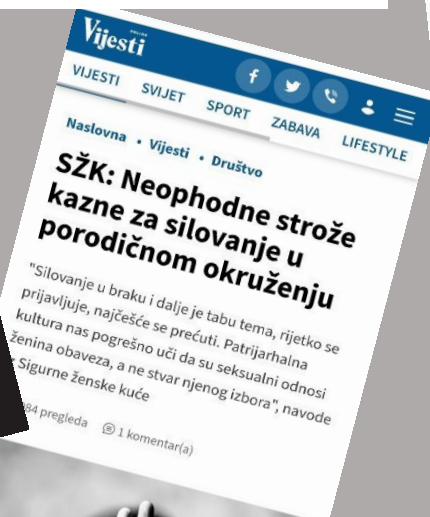 Vijesti
ONLINE
VIJESTI SVIJET SPORT ZABAVA LIFESTYLE
Naslovna • Vijesti • Društvo
SŽK: Neophodne strože
kazne za silovanje u
porodičnom okruženju
"Silovanje u braku i dalje je tabu tema, rijetko se
prijavljuje, najčešće se prećuti. Patrijarhalna
kultura nas pogrešno uči da su seksualni odnosi
ženina obaveza, a ne stvar njenog izbora", navode
Sigurne ženske kuće
pregleda 1 komentar(a)